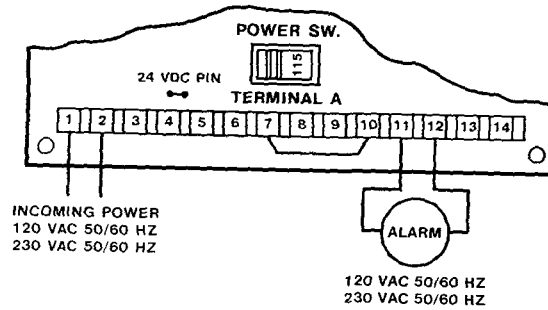 POWER SW.
115
24 VDC PIN
TERMINAL A
1 2 3 4 5 6 7 8 9 10 11 12 13 14
INCOMING POWER
120 VAC 50/60 HZ
230 VAC 50/60 HZ
ALARM
120 VAC 50/60 HZ
230 VAC 50/60 HZ